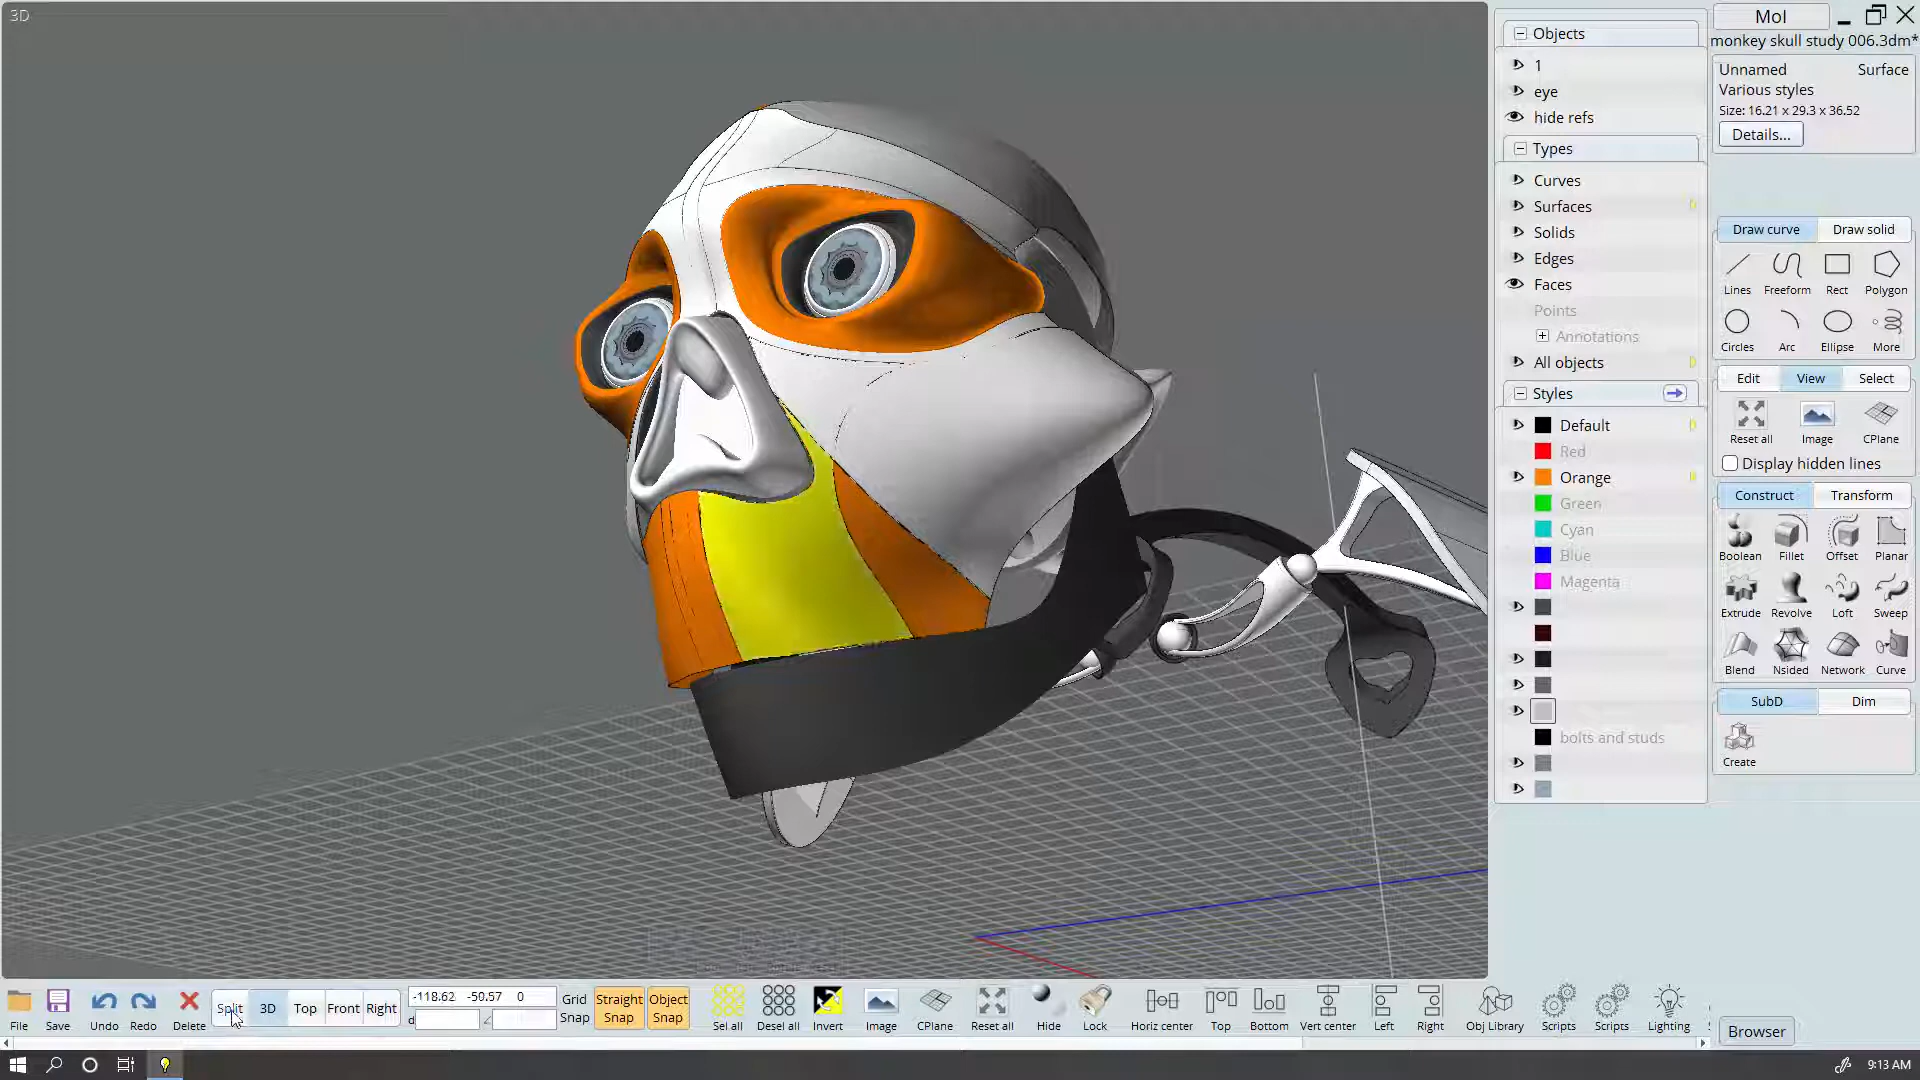 3D
Objects
1
eye
hide refs
Types
Curves
Surfaces
Solids
Edges
Faces
Points
Annotations
All objects
Styles
Default
Red
Orange
Green
Cyan
Blue
Magenta
bolts and studs
MoI
monkey skull study 006.3dm*
Unnamed Surface
Various styles
Size: 16.21 x 29.3 x 36.52
Details...
Draw curve Draw solid
Lines Freeform Rect Polygon
Circles Arc Ellipse More
Edit View Select
Reset all Image CPlane
Display hidden lines
Construct Transform
Boolean Fillet Offset Planar
Extrude Revolve Loft Sweep
Blend Nsided Network Curve
SubD Dim
Create
File Save Undo Redo Delete
Split 3D Top Front Right
-118.62 -50.57 0
d
Grid Snap
Straight Snap
Object Snap
Sel all Desel all Invert Image CPlane Reset all Hide Lock Horiz center Top Bottom Vert center Left Right Obj Library Scripts Scripts Lighting
Browser
9:13 AM